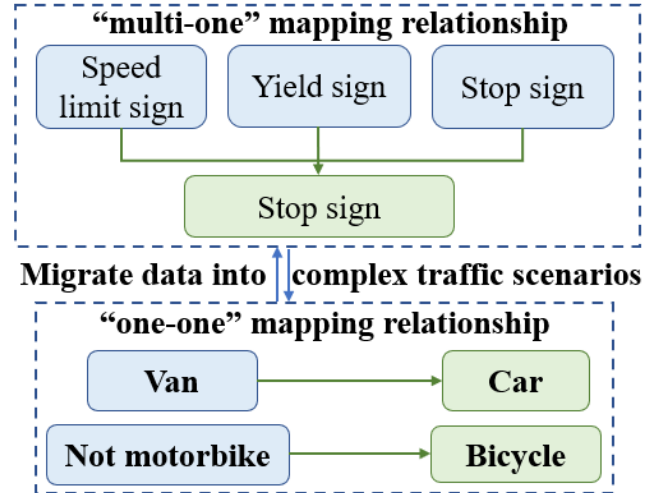 “multi-one” mapping relationship
Speed
limit sign
Yield sign
Stop sign
Stop sign
Migrate data into complex traffic scenarios
“one-one” mapping relationship
Van
Car
Not motorbike
Bicycle